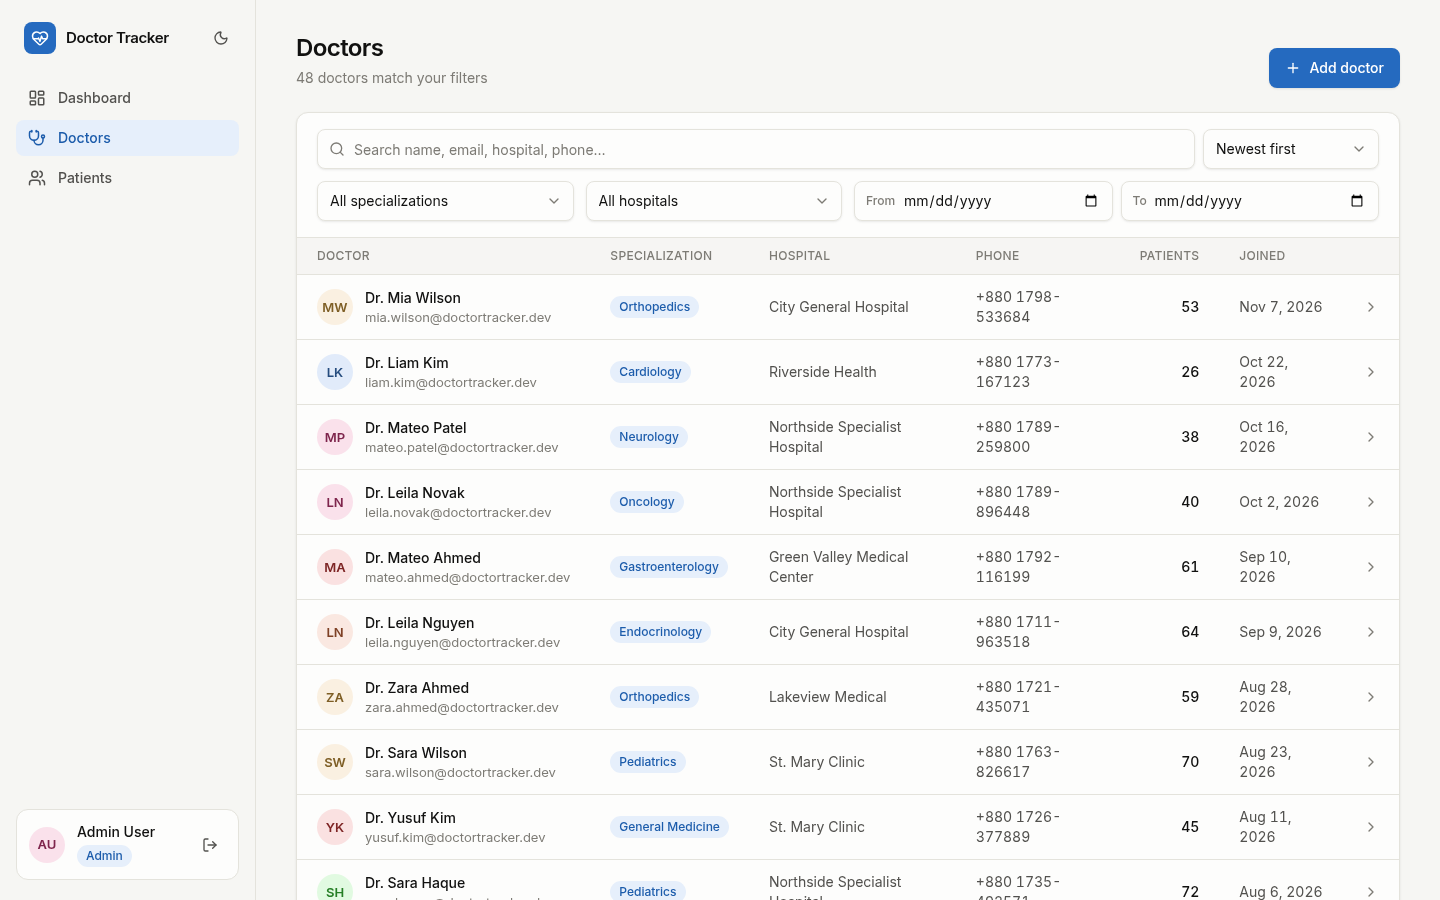 Doctor Tracker
Dashboard
Doctors
Patients
AU
Admin User
Admin
Doctors
48 doctors match your filters
Add doctor
Search name, email, hospital, phone...
Newest first
All specializations
All hospitals
From mm/dd/yyyy
To mm/dd/yyyy
DOCTOR SPECIALIZATION HOSPITAL PHONE PATIENTS JOINED
MW Dr. Mia Wilson
mia.wilson@doctortracker.dev
Orthopedics
City General Hospital
+880 1798-
533684
53
Nov 7, 2026
LK Dr. Liam Kim
liam.kim@doctortracker.dev
Cardiology
Riverside Health
+880 1773-
167123
26
Oct 22,
2026
MP Dr. Mateo Patel
mateo.patel@doctortracker.dev
Neurology
Northside Specialist
Hospital
+880 1789-
259800
38
Oct 16,
2026
LN Dr. Leila Novak
leila.novak@doctortracker.dev
Oncology
Northside Specialist
Hospital
+880 1789-
896448
40
Oct 2, 2026
MA Dr. Mateo Ahmed
mateo.ahmed@doctortracker.dev
Gastroenterology
Green Valley Medical
Center
+880 1792-
116199
61
Sep 10,
2026
LN Dr. Leila Nguyen
leila.nguyen@doctortracker.dev
Endocrinology
City General Hospital
+880 1711-
963518
64
Sep 9, 2026
ZA Dr. Zara Ahmed
zara.ahmed@doctortracker.dev
Orthopedics
Lakeview Medical
+880 1721-
435071
59
Aug 28,
2026
SW Dr. Sara Wilson
sara.wilson@doctortracker.dev
Pediatrics
St. Mary Clinic
+880 1763-
826617
70
Aug 23,
2026
YK Dr. Yusuf Kim
yusuf.kim@doctortracker.dev
General Medicine
St. Mary Clinic
+880 1726-
377889
45
Aug 11,
2026
SH Dr. Sara Haque
Pediatrics
Northside Specialist
+880 1735-
72
Aug 6, 2026